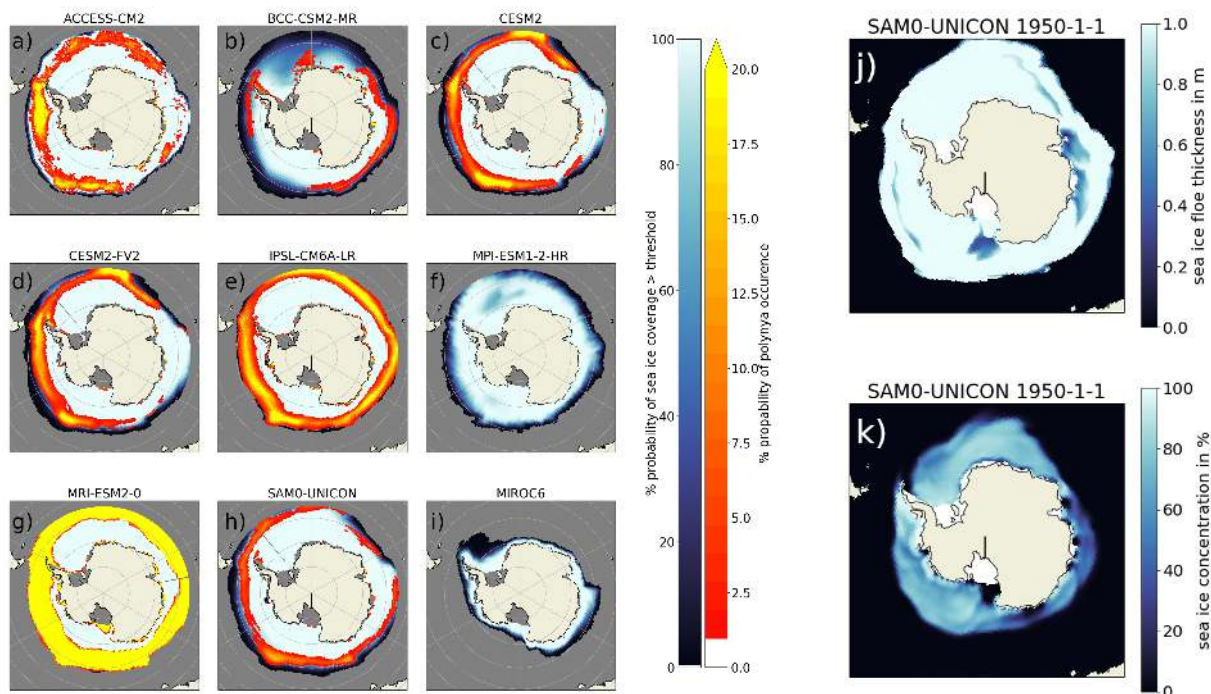 ACCESS-CM2
a)
BCC-CSM2-MR
b)
CESM2
c)
CESM2-FV2
d)
IPSL-CM6A-LR
e)
MPI-ESM1-2-HR
f)
MRI-ESM2-0
g)
SAM0-UNICON
h)
MIROC6
i)
100
80
60
40
20
0
% probability of sea ice coverage > threshold
20.0
17.5
15.0
12.5
10.0
7.5
5.0
2.5
0.0
% propability of polynya occurence
SAM0-UNICON 1950-1-1
j)
1.0
0.8
0.6
0.4
0.2
0.0
sea ice floe thickness in m
SAM0-UNICON 1950-1-1
k)
100
80
60
40
20
0
sea ice concentration in %